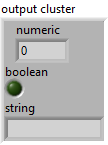 output cluster
numeric
0
boolean
string